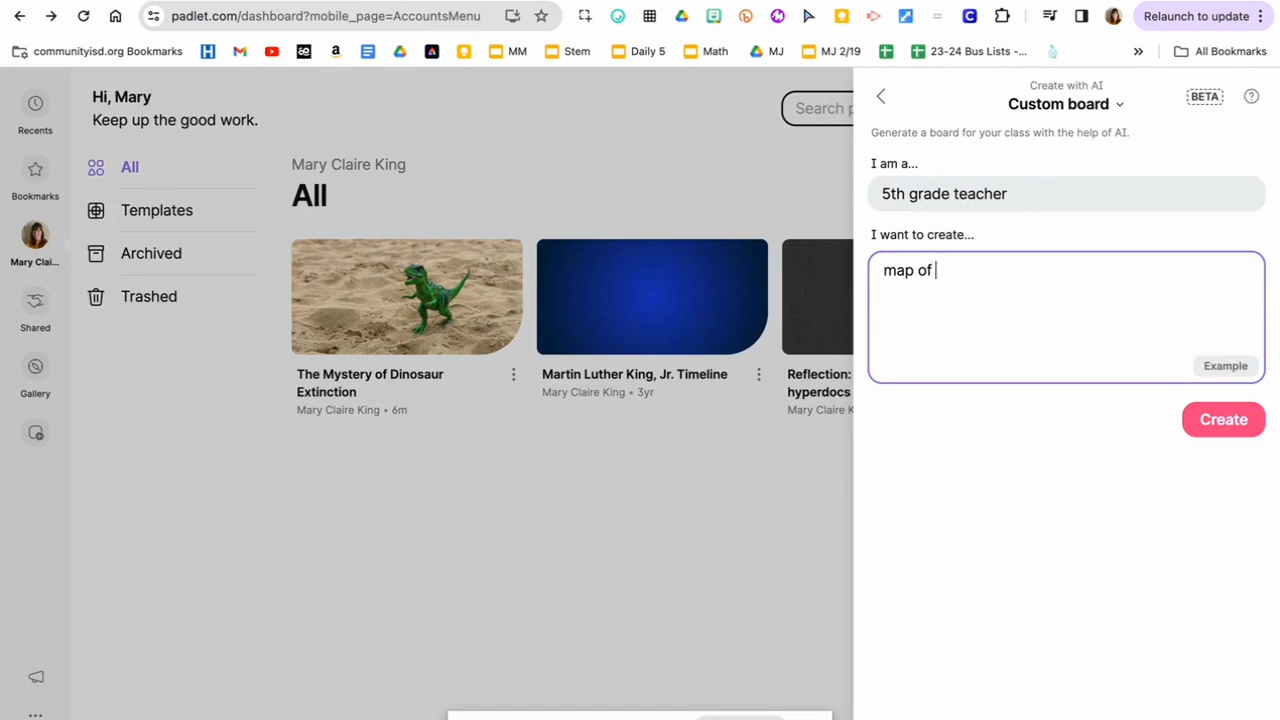 padlet.com/dashboard?mobile_page=AccountsMenu
Relaunch to update
communityisd.org Bookmarks
MM
Stem
Daily 5
Math
MJ
MJ 2/19
23-24 Bus Lists -...
»
All Bookmarks
Recents
Bookmarks
Mary Clai...
Shared
Gallery
Hi, Mary
Keep up the good work.
All
Templates
Archived
Trashed
Search p
Mary Claire King
All
The Mystery of Dinosaur
Extinction
Mary Claire King • 6m
Martin Luther King, Jr. Timeline
Mary Claire King • 3yr
Reflection:
hyperdocs
Mary Claire K
Create with AI
Custom board
BETA
Generate a board for your class with the help of AI.
I am a...
5th grade teacher
I want to create...
map of
Example
Create